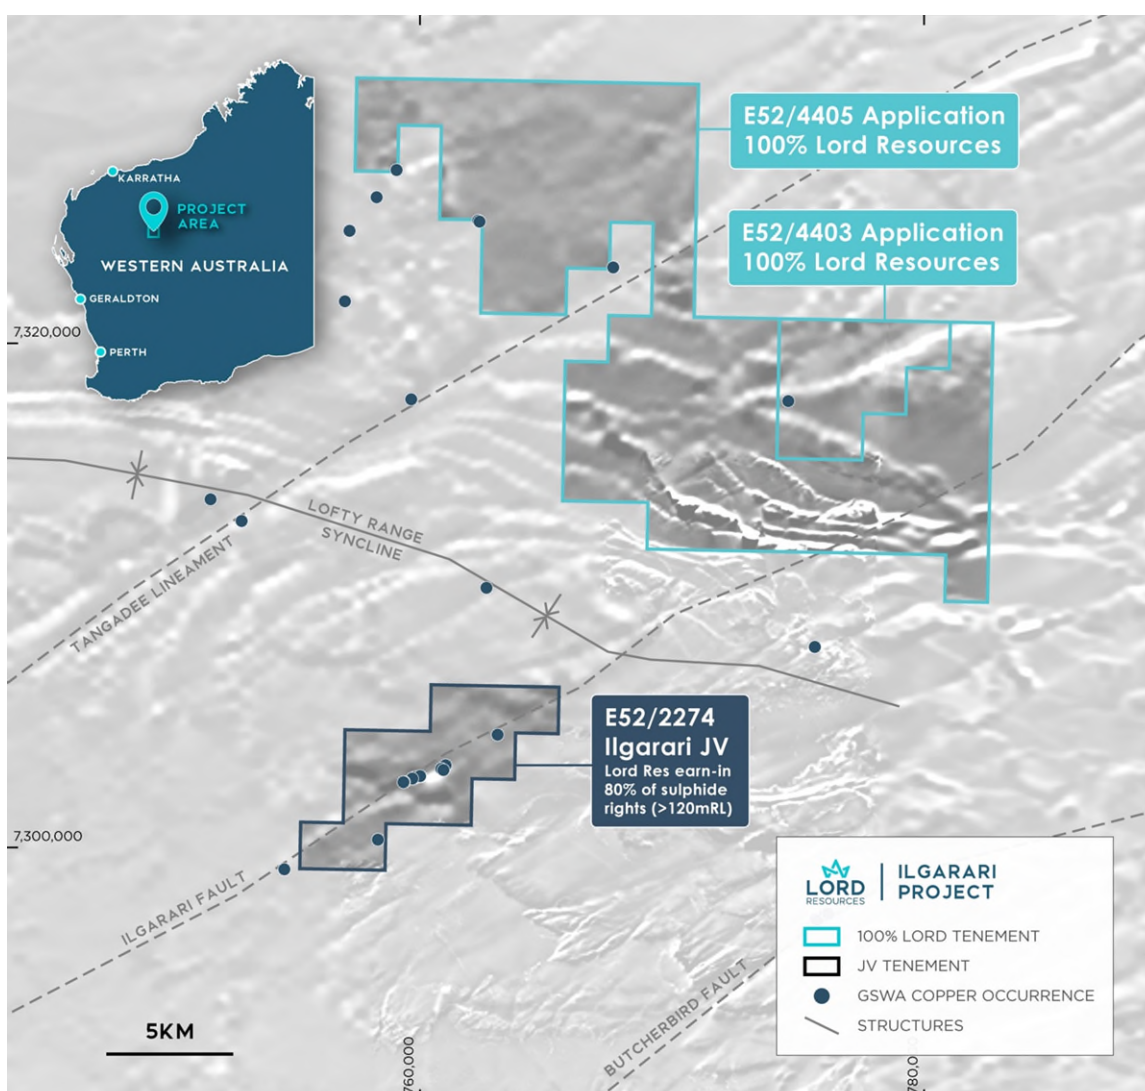 KARRATHA
PROJECT
AREA
WESTERN AUSTRALIA
GERALDTON
PERTH
E52/4405 Application
100% Lord Resources
E52/4403 Application
100% Lord Resources
7,320,000
LOFTY RANGE
SYNCLINE
TANGADEE LINEAMENT
E52/2274
Ilgarari JV
Lord Res earn-in
80% of sulphide
rights (>120mRL)
7,300,000
ILGARARI FAULT
BUTCHERBIRD FAULT
LORD
RESOURCES
ILGARARI
PROJECT
100% LORD TENEMENT
JV TENEMENT
GSWA COPPER OCCURRENCE
STRUCTURES
5KM
760,000
780,000